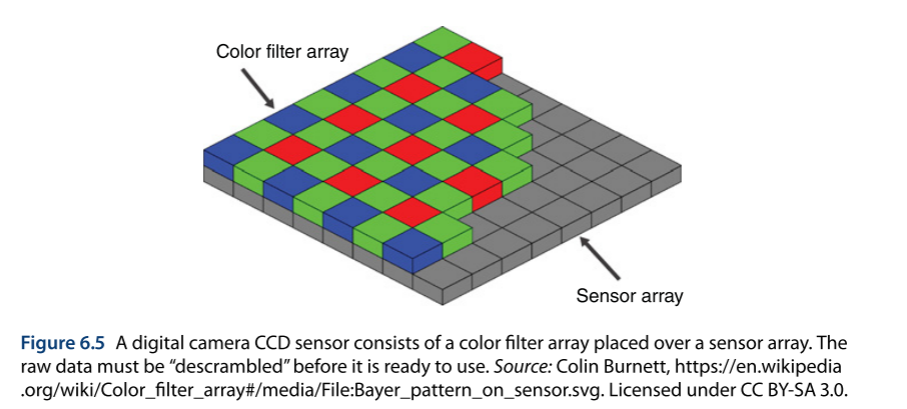 Color filter array
Sensor array
Figure 6.5 A digital camera CCD sensor consists of a color filter array placed over a sensor array. The
raw data must be “descrambled” before it is ready to use. Source: Colin Burnett, https://en.wikipedia
.org/wiki/Color_filter_array#/media/File:Bayer_pattern_on_sensor.svg. Licensed under CC BY-SA 3.0.